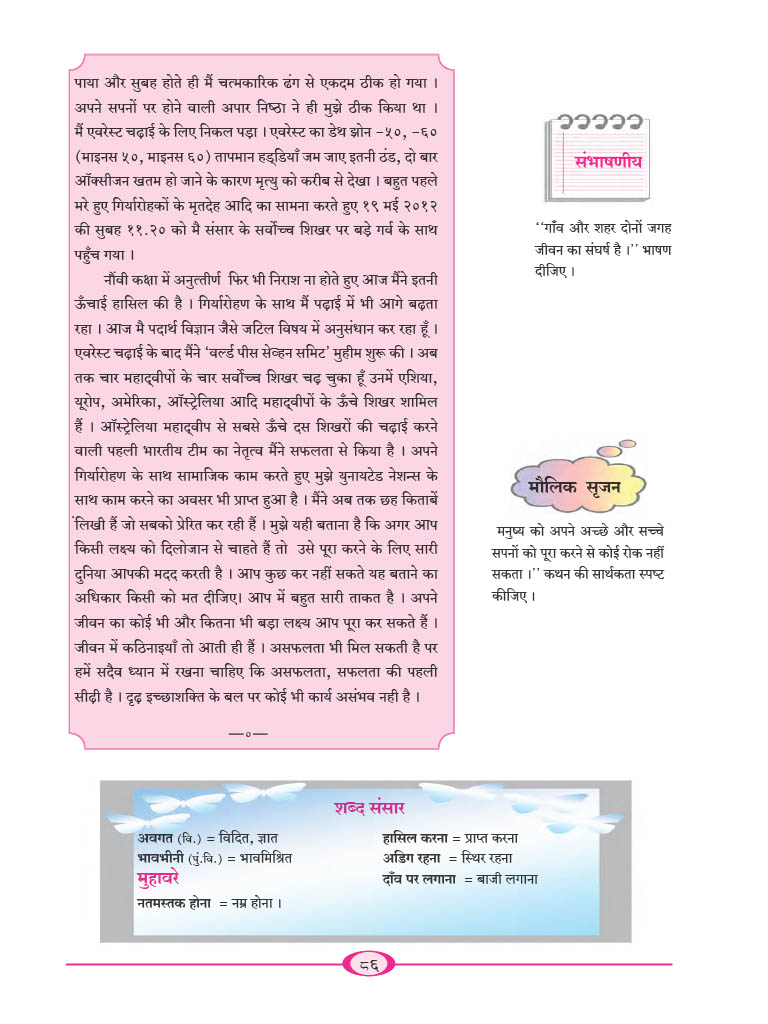 पाया और सुबह होते ही मैं चत्मकारिक ढंग से एकदम ठीक हो गया ।
अपने सपनों पर होने वाली अपार निष्ठा ने ही मुझे ठीक किया था ।
मैं एवरेस्ट चढ़ाई के लिए निकल पड़ा । एवरेस्ट का डेथ झोन –५०, –६०
(माइनस ५०, माइनस ६०) तापमान हड्डियाँ जम जाए इतनी ठंड, दो बार
ऑक्सीजन खतम हो जाने के कारण मृत्यु को करीब से देखा । बहुत पहले
मरे हुए गिर्यारोहकों के मृतदेह आदि का सामना करते हुए १९ मई २०१२
की सुबह ११.२० को मै संसार के सर्वोच्च शिखर पर बड़े गर्व के साथ
पहुँच गया ।
नौंवी कक्षा में अनुत्तीर्ण फिर भी निराश ना होते हुए आज मैंने इतनी
ऊँचाई हासिल की है । गिर्यारोहण के साथ मैं पढ़ाई में भी आगे बढ़ता
रहा । आज मै पदार्थ विज्ञान जैसे जटिल विषय में अनुसंधान कर रहा हूँ ।
एवरेस्ट चढ़ाई के बाद मैंने ‘वर्ल्ड पीस सेव्हन समिट’ मुहीम शुरू की । अब
तक चार महाद्वीपों के चार सर्वोच्च शिखर चढ़ चुका हूँ उनमें एशिया,
यूरोप, अमेरिका, ऑस्ट्रेलिया आदि महाद्वीपों के ऊँचे शिखर शामिल
हैं । ऑस्ट्रेलिया महाद्वीप से सबसे ऊँचे दस शिखरों की चढ़ाई करने
वाली पहली भारतीय टीम का नेतृत्व मैंने सफलता से किया है । अपने
गिर्यारोहण के साथ सामाजिक काम करते हुए मुझे युनायटेड नेशन्स के
साथ काम करने का अवसर भी प्राप्त हुआ है । मैंने अब तक छह किताबें
लिखी हैं जो सबको प्रेरित कर रही हैं । मुझे यही बताना है कि अगर आप
किसी लक्ष्य को दिलोजान से चाहते हैं तो उसे पूरा करने के लिए सारी
दुनिया आपकी मदद करती है । आप कुछ कर नहीं सकते यह बताने का
अधिकार किसी को मत दीजिए। आप में बहुत सारी ताकत है । अपने
जीवन का कोई भी और कितना भी बड़ा लक्ष्य आप पूरा कर सकते हैं ।
जीवन में कठिनाइयाँ तो आती ही हैं । असफलता भी मिल सकती है पर
हमें सदैव ध्यान में रखना चाहिए कि असफलता, सफलता की पहली
सीढ़ी है । दृढ़ इच्छाशक्ति के बल पर कोई भी कार्य असंभव नही है ।
—०—
संभाषणीय
‘‘गाँव और शहर दोनों जगह
जीवन का संघर्ष है ।’’ भाषण
दीजिए ।
मौलिक सृजन
मनुष्य को अपने अच्छे और सच्चे
सपनों को पूरा करने से कोई रोक नहीं
सकता ।’’ कथन की सार्थकता स्पष्ट
कीजिए ।
शब्द संसार
अवगत (वि.) = विदित, ज्ञात
भावभीनी (पुं.वि.) = भावमिश्रित
मुहावरे
नतमस्तक होना = नम्र होना ।
हासिल करना = प्राप्त करना
अडिग रहना = स्थिर रहना
दाँव पर लगाना = बाजी लगाना
८६